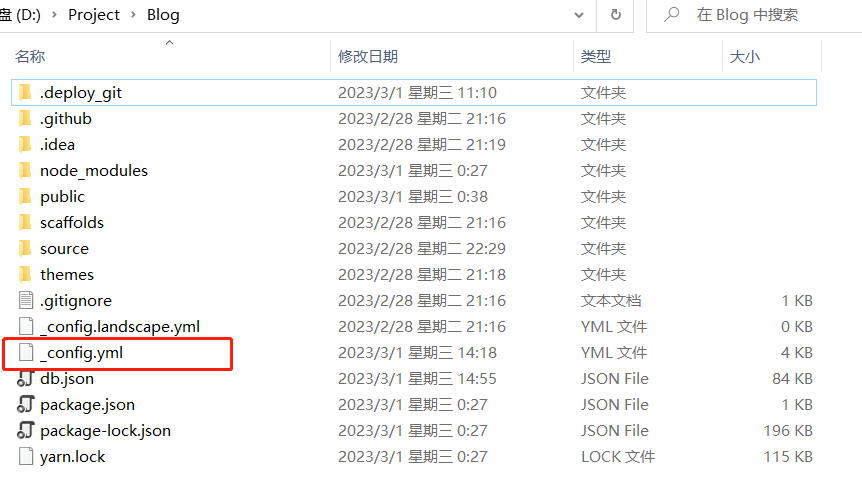 盘 (D:) › Project › Blog 在 Blog 中搜索
名称 修改日期 类型 大小
.deploy_git 2023/3/1 星期三 11:10 文件夹
.github 2023/2/28 星期二 21:16 文件夹
.idea 2023/2/28 星期二 21:19 文件夹
node_modules 2023/3/1 星期三 0:27 文件夹
public 2023/3/1 星期三 0:38 文件夹
scaffolds 2023/2/28 星期二 21:16 文件夹
source 2023/2/28 星期二 22:29 文件夹
themes 2023/2/28 星期二 21:18 文件夹
.gitignore 2023/2/28 星期二 21:16 文本文档 1 KB
_config.landscape.yml 2023/2/28 星期二 21:16 YML 文件 0 KB
_config.yml 2023/3/1 星期三 14:18 YML 文件 4 KB
db.json 2023/3/1 星期三 14:55 JSON File 84 KB
package.json 2023/3/1 星期三 0:27 JSON File 1 KB
package-lock.json 2023/3/1 星期三 0:27 JSON File 196 KB
yarn.lock 2023/3/1 星期三 0:27 LOCK 文件 115 KB